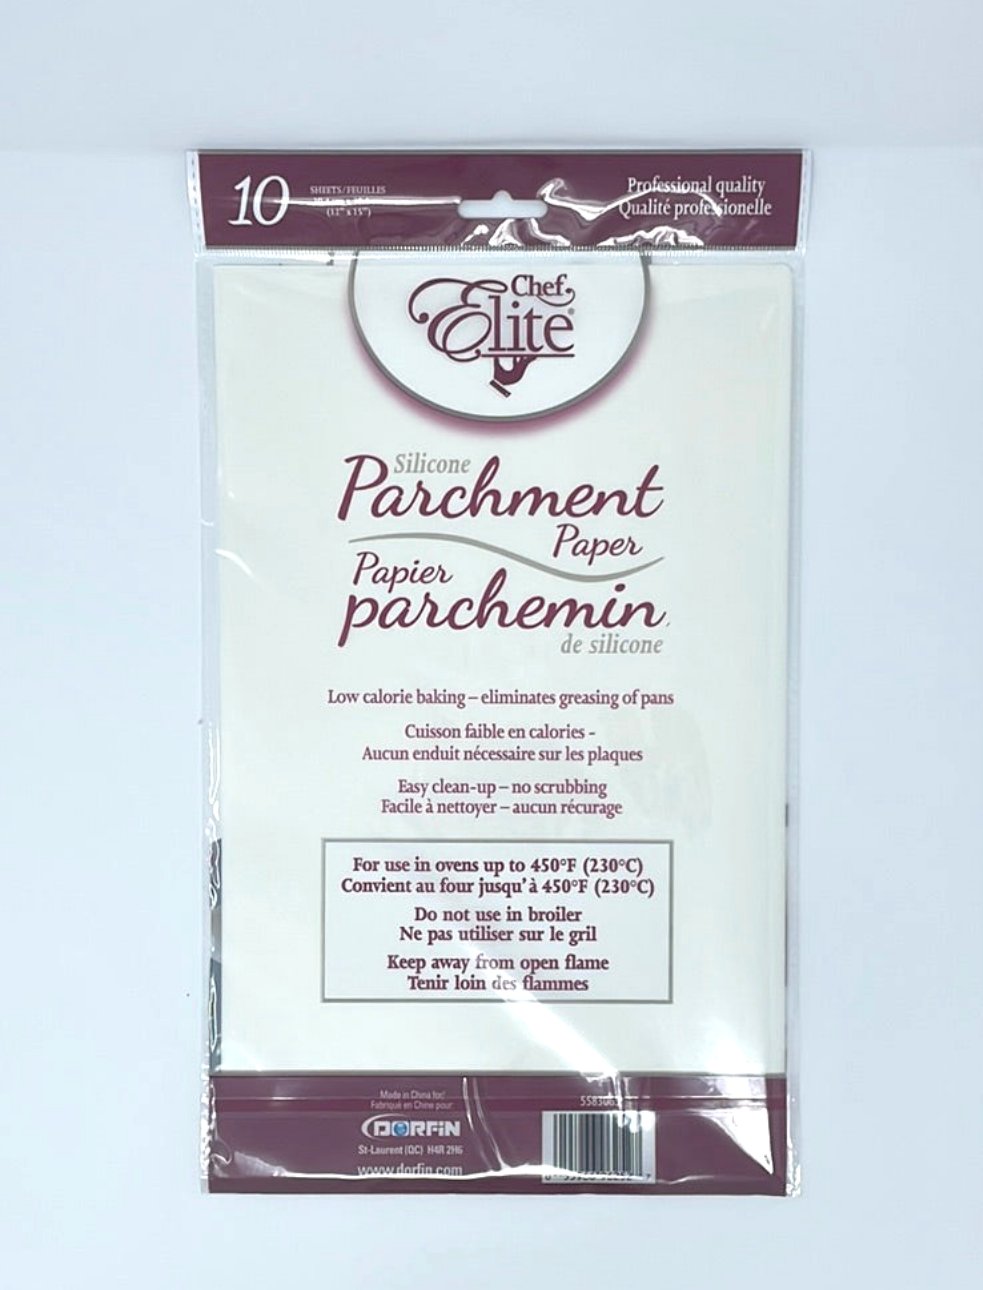 10
SHEETS/FEUILLES
(12" x 15")
Professional quality
Qualité professionelle
Chef
Elite®
Silicone
Parchment
Paper
Papier
parchemin
de silicone
Low calorie baking – eliminates greasing of pans
Cuisson faible en calories –
Aucun enduit nécessaire sur les plaques
Easy clean-up – no scrubbing
Facile à nettoyer – aucun récurage
For use in ovens up to 450°F (230°C)
Convient au four jusqu'à 450°F (230°C)
Do not use in broiler
Ne pas utiliser sur le gril
Keep away from open flame
Tenir loin des flammes
Made in China for/
Fabriqué en Chine pour
DORFIN
St-Laurent (QC) H4R 2H6
www.dorfin.com